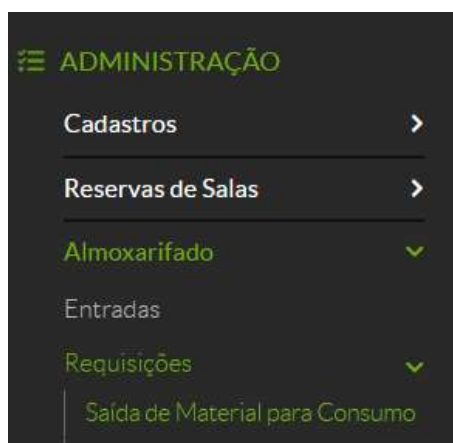 ADMINISTRAÇÃO
Cadastros
Reservas de Salas
Almoxarifado
Entradas
Requisições
Saída de Material para Consumo